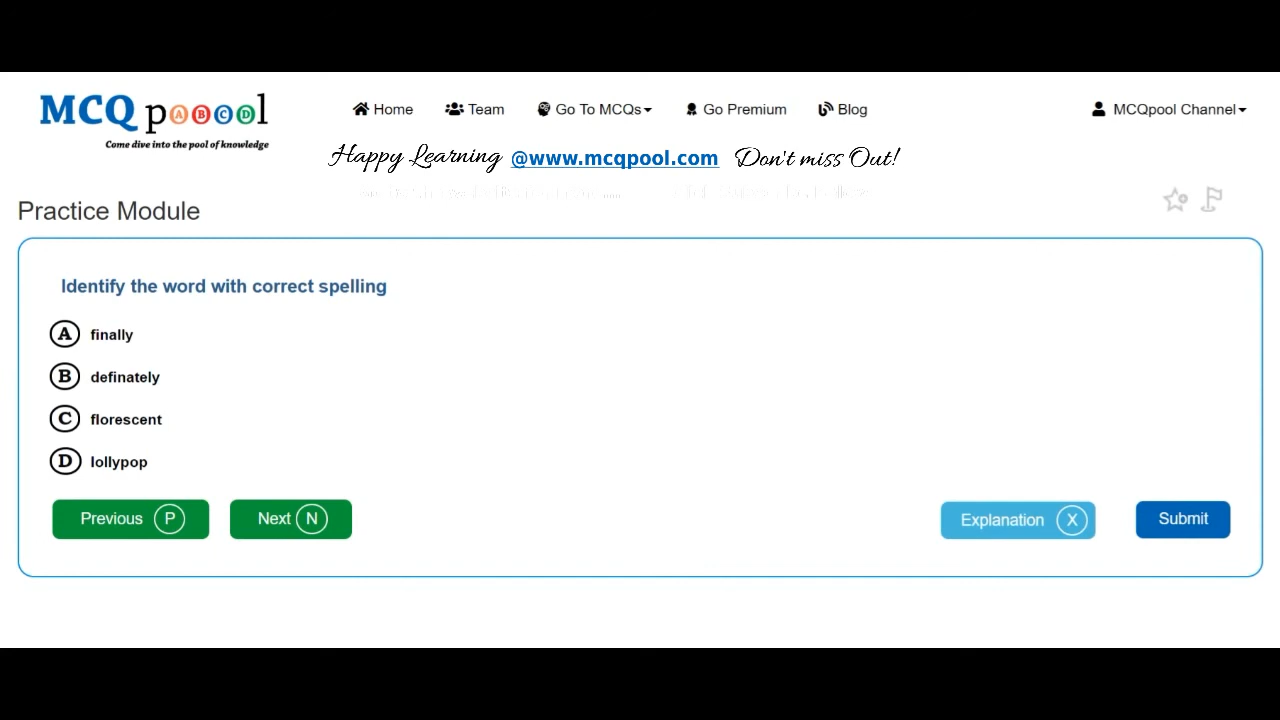 MCQ pooool
Come dive into the pool of knowledge
Home Team Go To MCQs Go Premium Blog MCQpool Channel
Happy Learning @www.mcqpool.com Don't miss Out!
Practice Module
Identify the word with correct spelling
A finally
B definately
C florescent
D lollypop
Previous P Next N Explanation X Submit